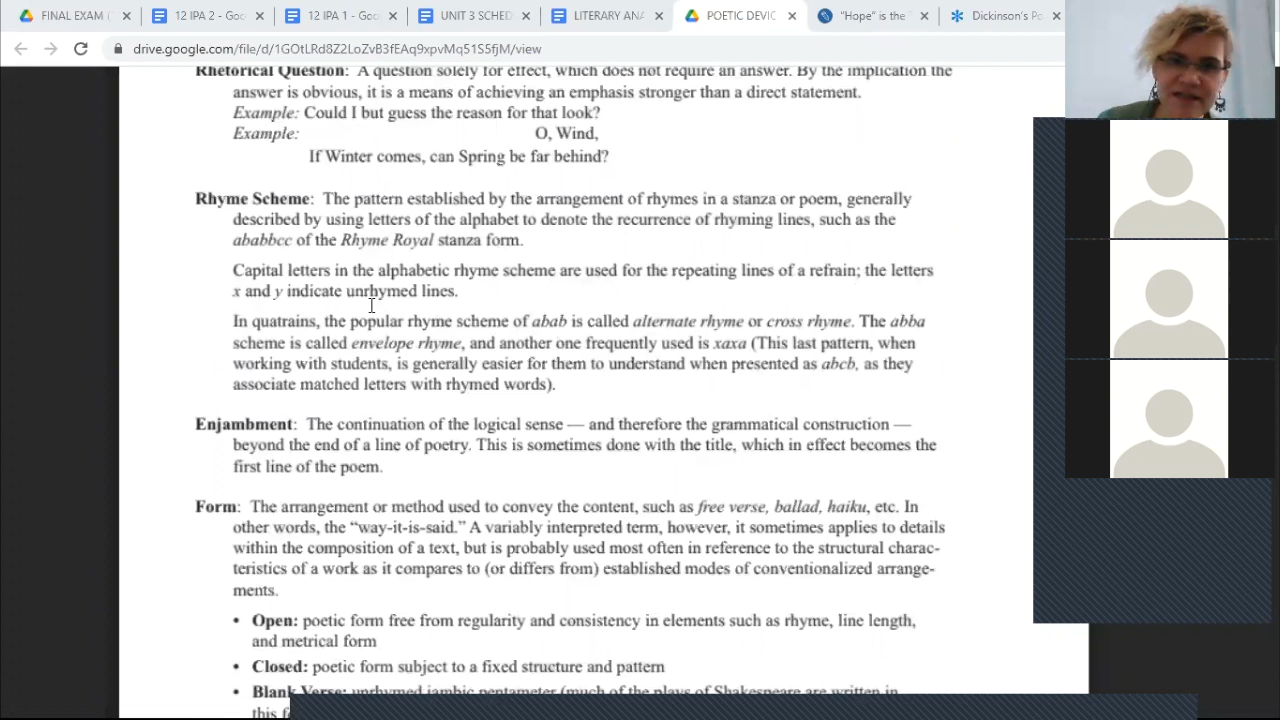 FINAL EXAM (
12 IPA 2 - Goo
12 IPA 1 - Goo
UNIT 3 SCHED
LITERARY ANA
POETIC DEVIC
"Hope" is the
Dickinson's Po
drive.google.com/file/d/1GOtLRd8Z2LoZvB3fEAq9xpvMq51S5fjM/view
Rhetorical Question: A question solely for effect, which does not require an answer. By the implication the
answer is obvious, it is a means of achieving an emphasis stronger than a direct statement.
Example: Could I but guess the reason for that look?
Example: O, Wind,
If Winter comes, can Spring be far behind?
Rhyme Scheme: The pattern established by the arrangement of rhymes in a stanza or poem, generally
described by using letters of the alphabet to denote the recurrence of rhyming lines, such as the
ababbcc of the Rhyme Royal stanza form.
Capital letters in the alphabetic rhyme scheme are used for the repeating lines of a refrain; the letters
x and y indicate unrhymed lines.
In quatrains, the popular rhyme scheme of abab is called alternate rhyme or cross rhyme. The abba
scheme is called envelope rhyme, and another one frequently used is xaxa (This last pattern, when
working with students, is generally easier for them to understand when presented as abcb, as they
associate matched letters with rhymed words).
Enjambment: The continuation of the logical sense — and therefore the grammatical construction —
beyond the end of a line of poetry. This is sometimes done with the title, which in effect becomes the
first line of the poem.
Form: The arrangement or method used to convey the content, such as free verse, ballad, haiku, etc. In
other words, the “way-it-is-said.” A variably interpreted term, however, it sometimes applies to details
within the composition of a text, but is probably used most often in reference to the structural charac-
teristics of a work as it compares to (or differs from) established modes of conventionalized arrange-
ments.
• Open: poetic form free from regularity and consistency in elements such as rhyme, line length,
and metrical form
• Closed: poetic form subject to a fixed structure and pattern
• Blank Verse: unrhymed iambic pentameter (much of the plays of Shakespeare are written in
this f